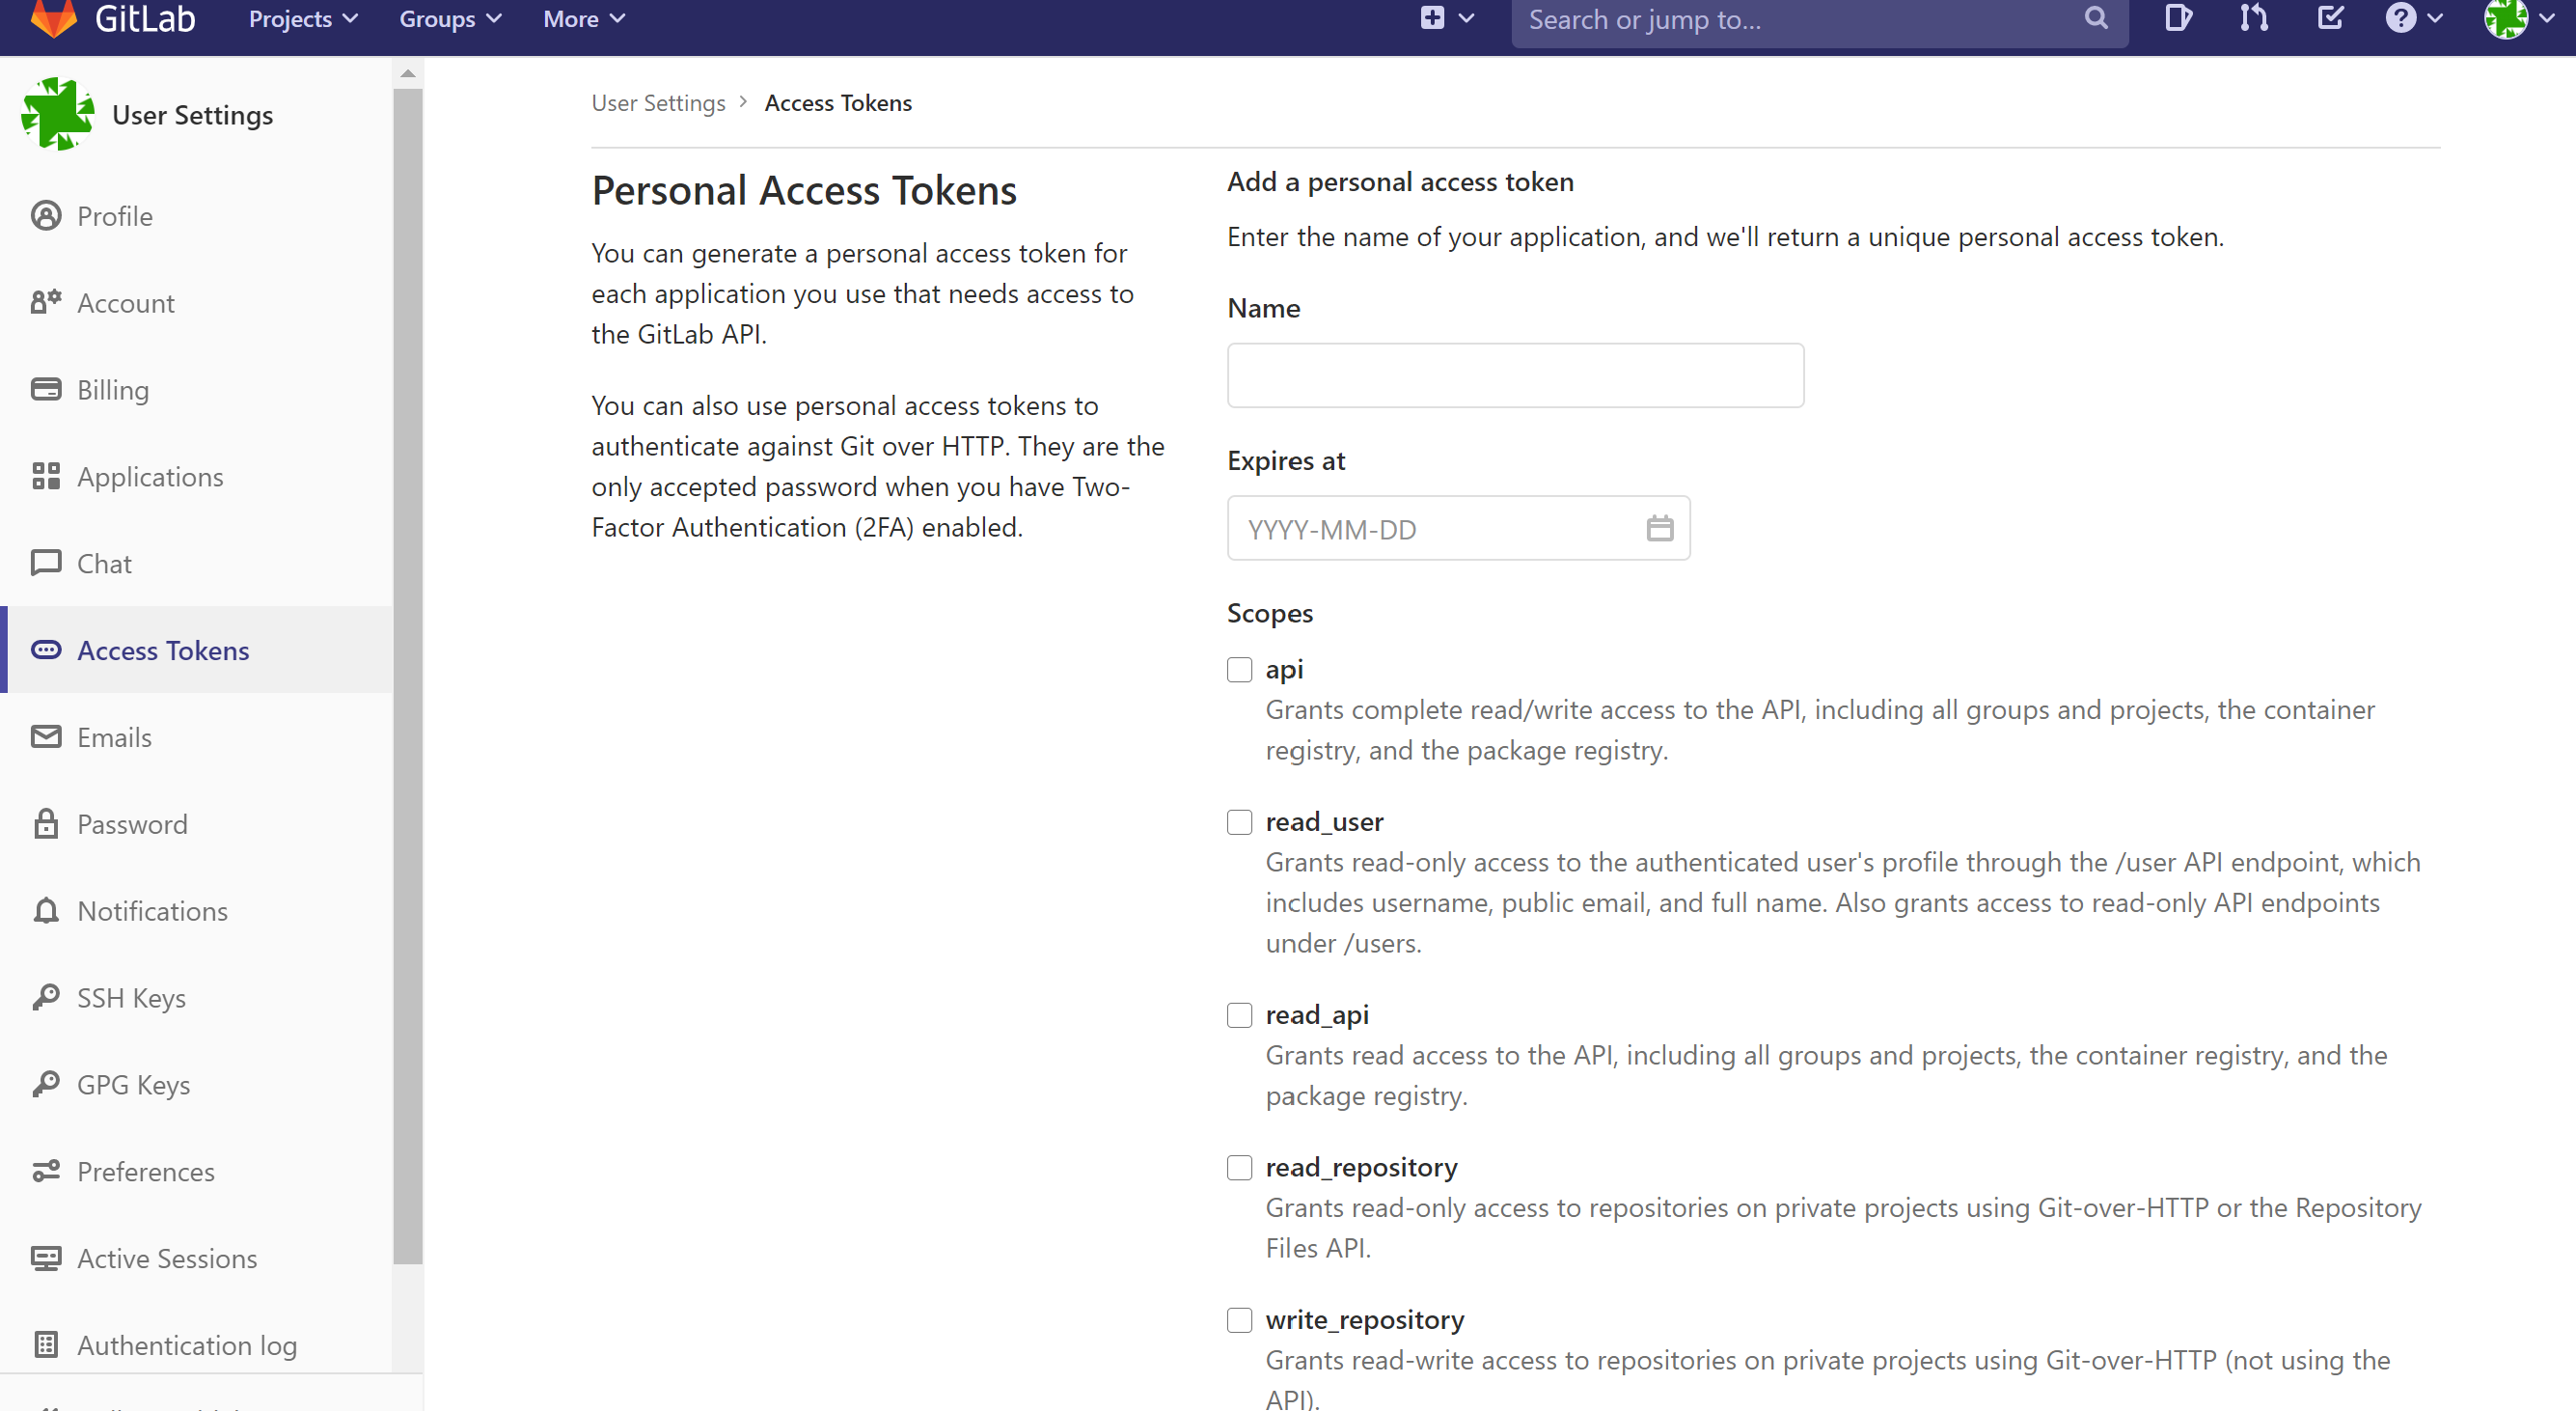 GitLab
Projects
Groups
More
Search or jump to...
User Settings
Profile
Account
Billing
Applications
Chat
Access Tokens
Emails
Password
Notifications
SSH Keys
GPG Keys
Preferences
Active Sessions
Authentication log
User Settings > Access Tokens
Personal Access Tokens
You can generate a personal access token for
each application you use that needs access to
the GitLab API.
You can also use personal access tokens to
authenticate against Git over HTTP. They are the
only accepted password when you have Two-
Factor Authentication (2FA) enabled.
Add a personal access token
Enter the name of your application, and we'll return a unique personal access token.
Name
Expires at
YYYY-MM-DD
Scopes
api
Grants complete read/write access to the API, including all groups and projects, the container
registry, and the package registry.
read_user
Grants read-only access to the authenticated user's profile through the /user API endpoint, which
includes username, public email, and full name. Also grants access to read-only API endpoints
under /users.
read_api
Grants read access to the API, including all groups and projects, the container registry, and the
package registry.
read_repository
Grants read-only access to repositories on private projects using Git-over-HTTP or the Repository
Files API.
write_repository
Grants read-write access to repositories on private projects using Git-over-HTTP (not using the
API).